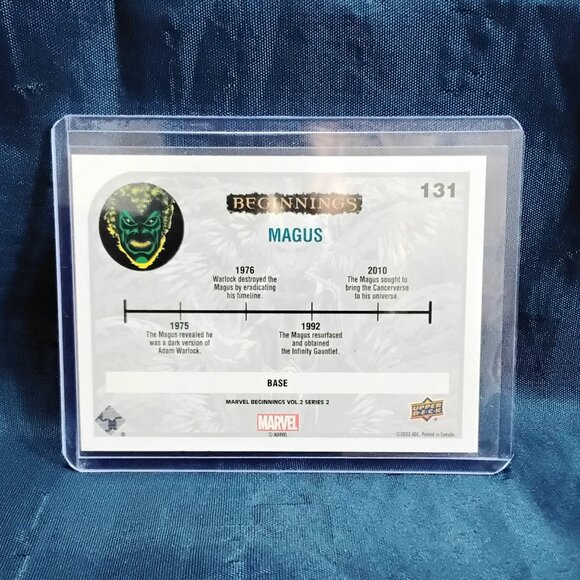 131
BEGINNINGS
MAGUS
1976
Warlock destroyed the
Magus by eradicating
his timeline.
2010
The Magus sought to
bring the Cancerverse
to his universe.
1975
The Magus revealed he
was a dark version of
Adam Warlock.
1992
The Magus resurfaced
and obtained
the Infinity Gauntlet.
BASE
MARVEL BEGINNINGS VOL.2 SERIES 2
MARVEL
© MARVEL
UPPER
DECK
©2023 UDC. Printed in Canada.